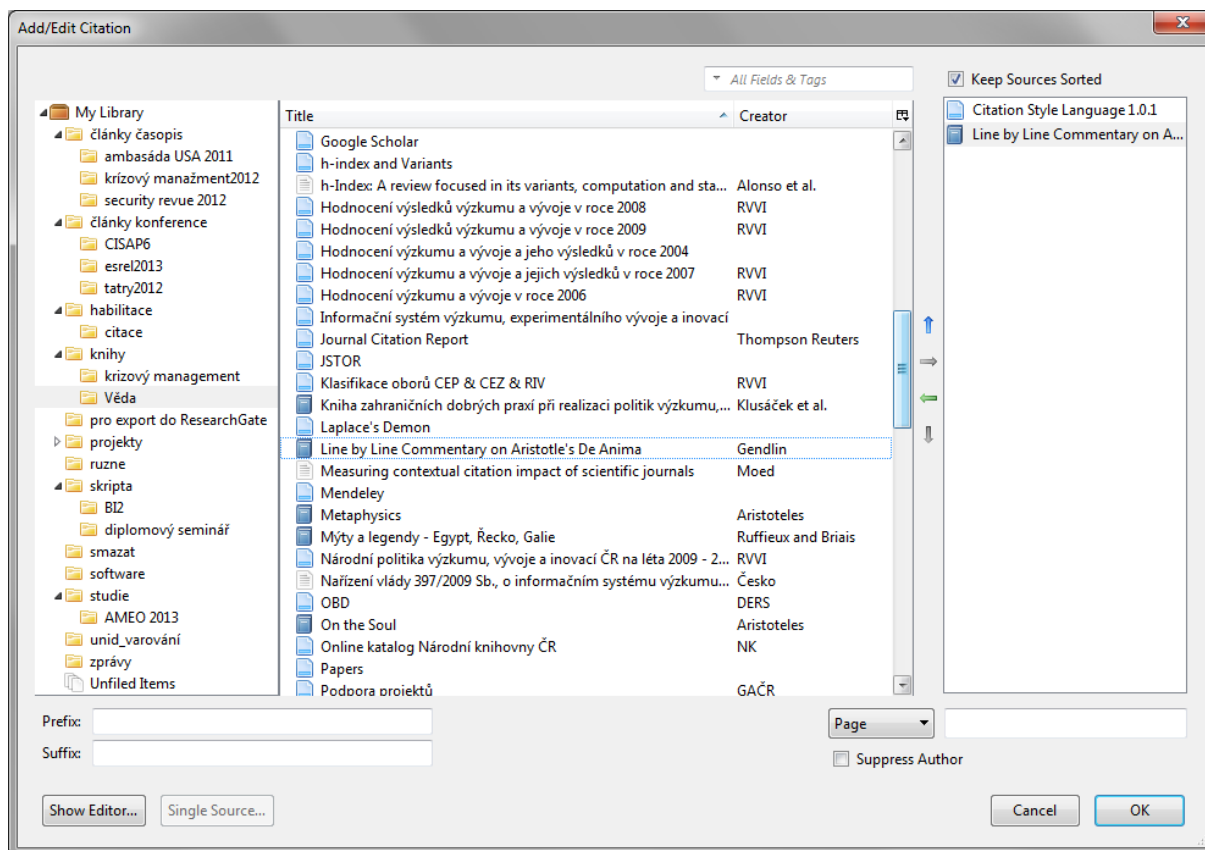 Add/Edit Citation
All Fields & Tags
Keep Sources Sorted
My Library
články časopis
ambasáda USA 2011
krízový manažment2012
security revue 2012
články konference
CISAP6
esrel2013
tatry2012
habilitace
citace
knihy
krizový management
Věda
pro export do ResearchGate
projekty
ruzne
skripta
BI2
diplomový seminář
smazat
software
studie
AMEO 2013
unid_varování
zprávy
Unfiled Items
Title Creator
Google Scholar
h-index and Variants
h-Index: A review focused in its variants, computation and sta... Alonso et al.
Hodnocení výsledků výzkumu a vývoje v roce 2008 RVVI
Hodnocení výsledků výzkumu a vývoje v roce 2009 RVVI
Hodnocení výzkumu a vývoje a jeho výsledků v roce 2004
Hodnocení výzkumu a vývoje a jejich výsledků v roce 2007 RVVI
Hodnocení výzkumu a vývoje v roce 2006 RVVI
Informační systém výzkumu, experimentálního vývoje a inovací
Journal Citation Report Thompson Reuters
JSTOR
Klasifikace oborů CEP & CEZ & RIV RVVI
Kniha zahraničních dobrých praxí při realizaci politik výzkumu,... Klusáček et al.
Laplace's Demon
Line by Line Commentary on Aristotle's De Anima Gendlin
Measuring contextual citation impact of scientific journals Moed
Mendeley
Metaphysics Aristoteles
Mýty a legendy - Egypt, Řecko, Galie Ruffieux and Briais
Národní politika výzkumu, vývoje a inovací ČR na léta 2009 - 2... RVVI
Nařízení vlády 397/2009 Sb., o informačním systému výzkumu... Česko
OBD DERS
On the Soul Aristoteles
Online katalog Národní knihovny ČR NK
Papers
Podpora projektů GAČR
Citation Style Language 1.0.1
Line by Line Commentary on A...
Prefix:
Suffix:
Page
Suppress Author
Show Editor...
Single Source...
Cancel
OK